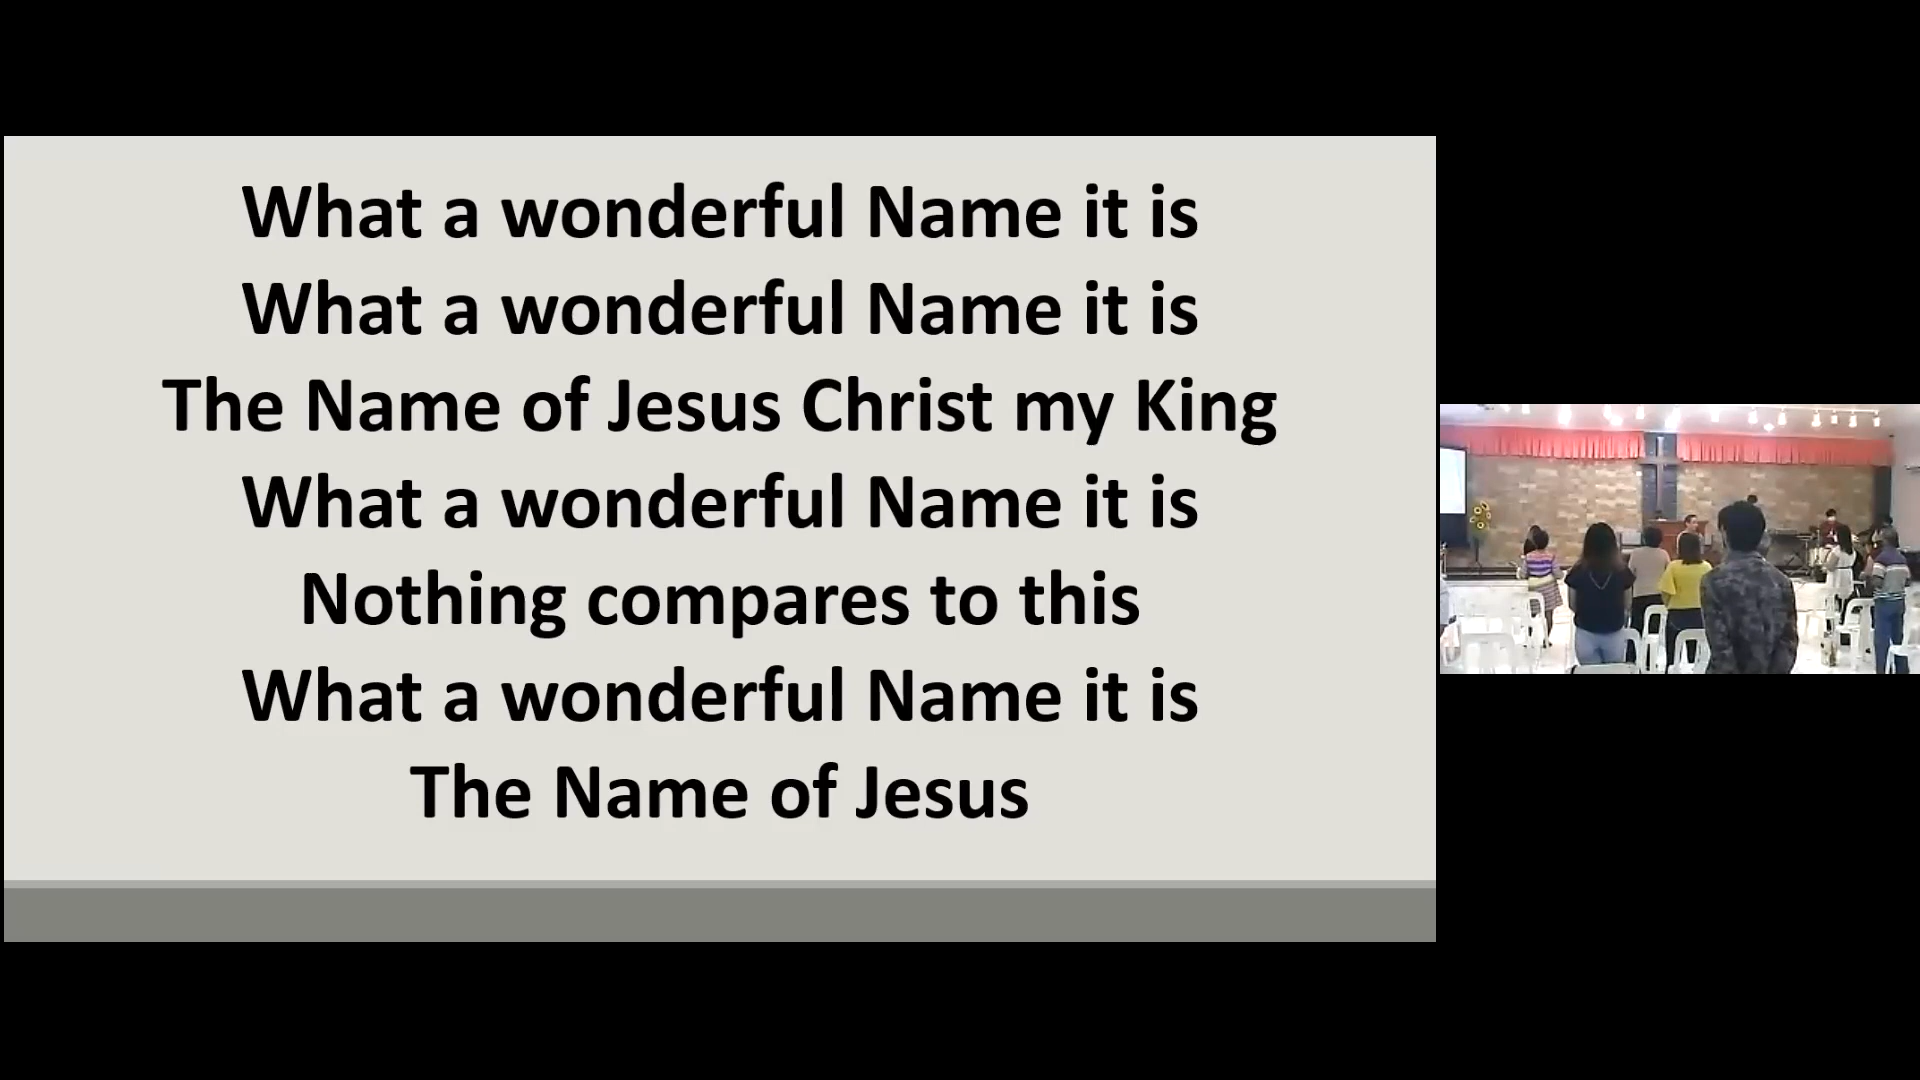 What a wonderful Name it is
What a wonderful Name it is
The Name of Jesus Christ my King
What a wonderful Name it is
Nothing compares to this
What a wonderful Name it is
The Name of Jesus